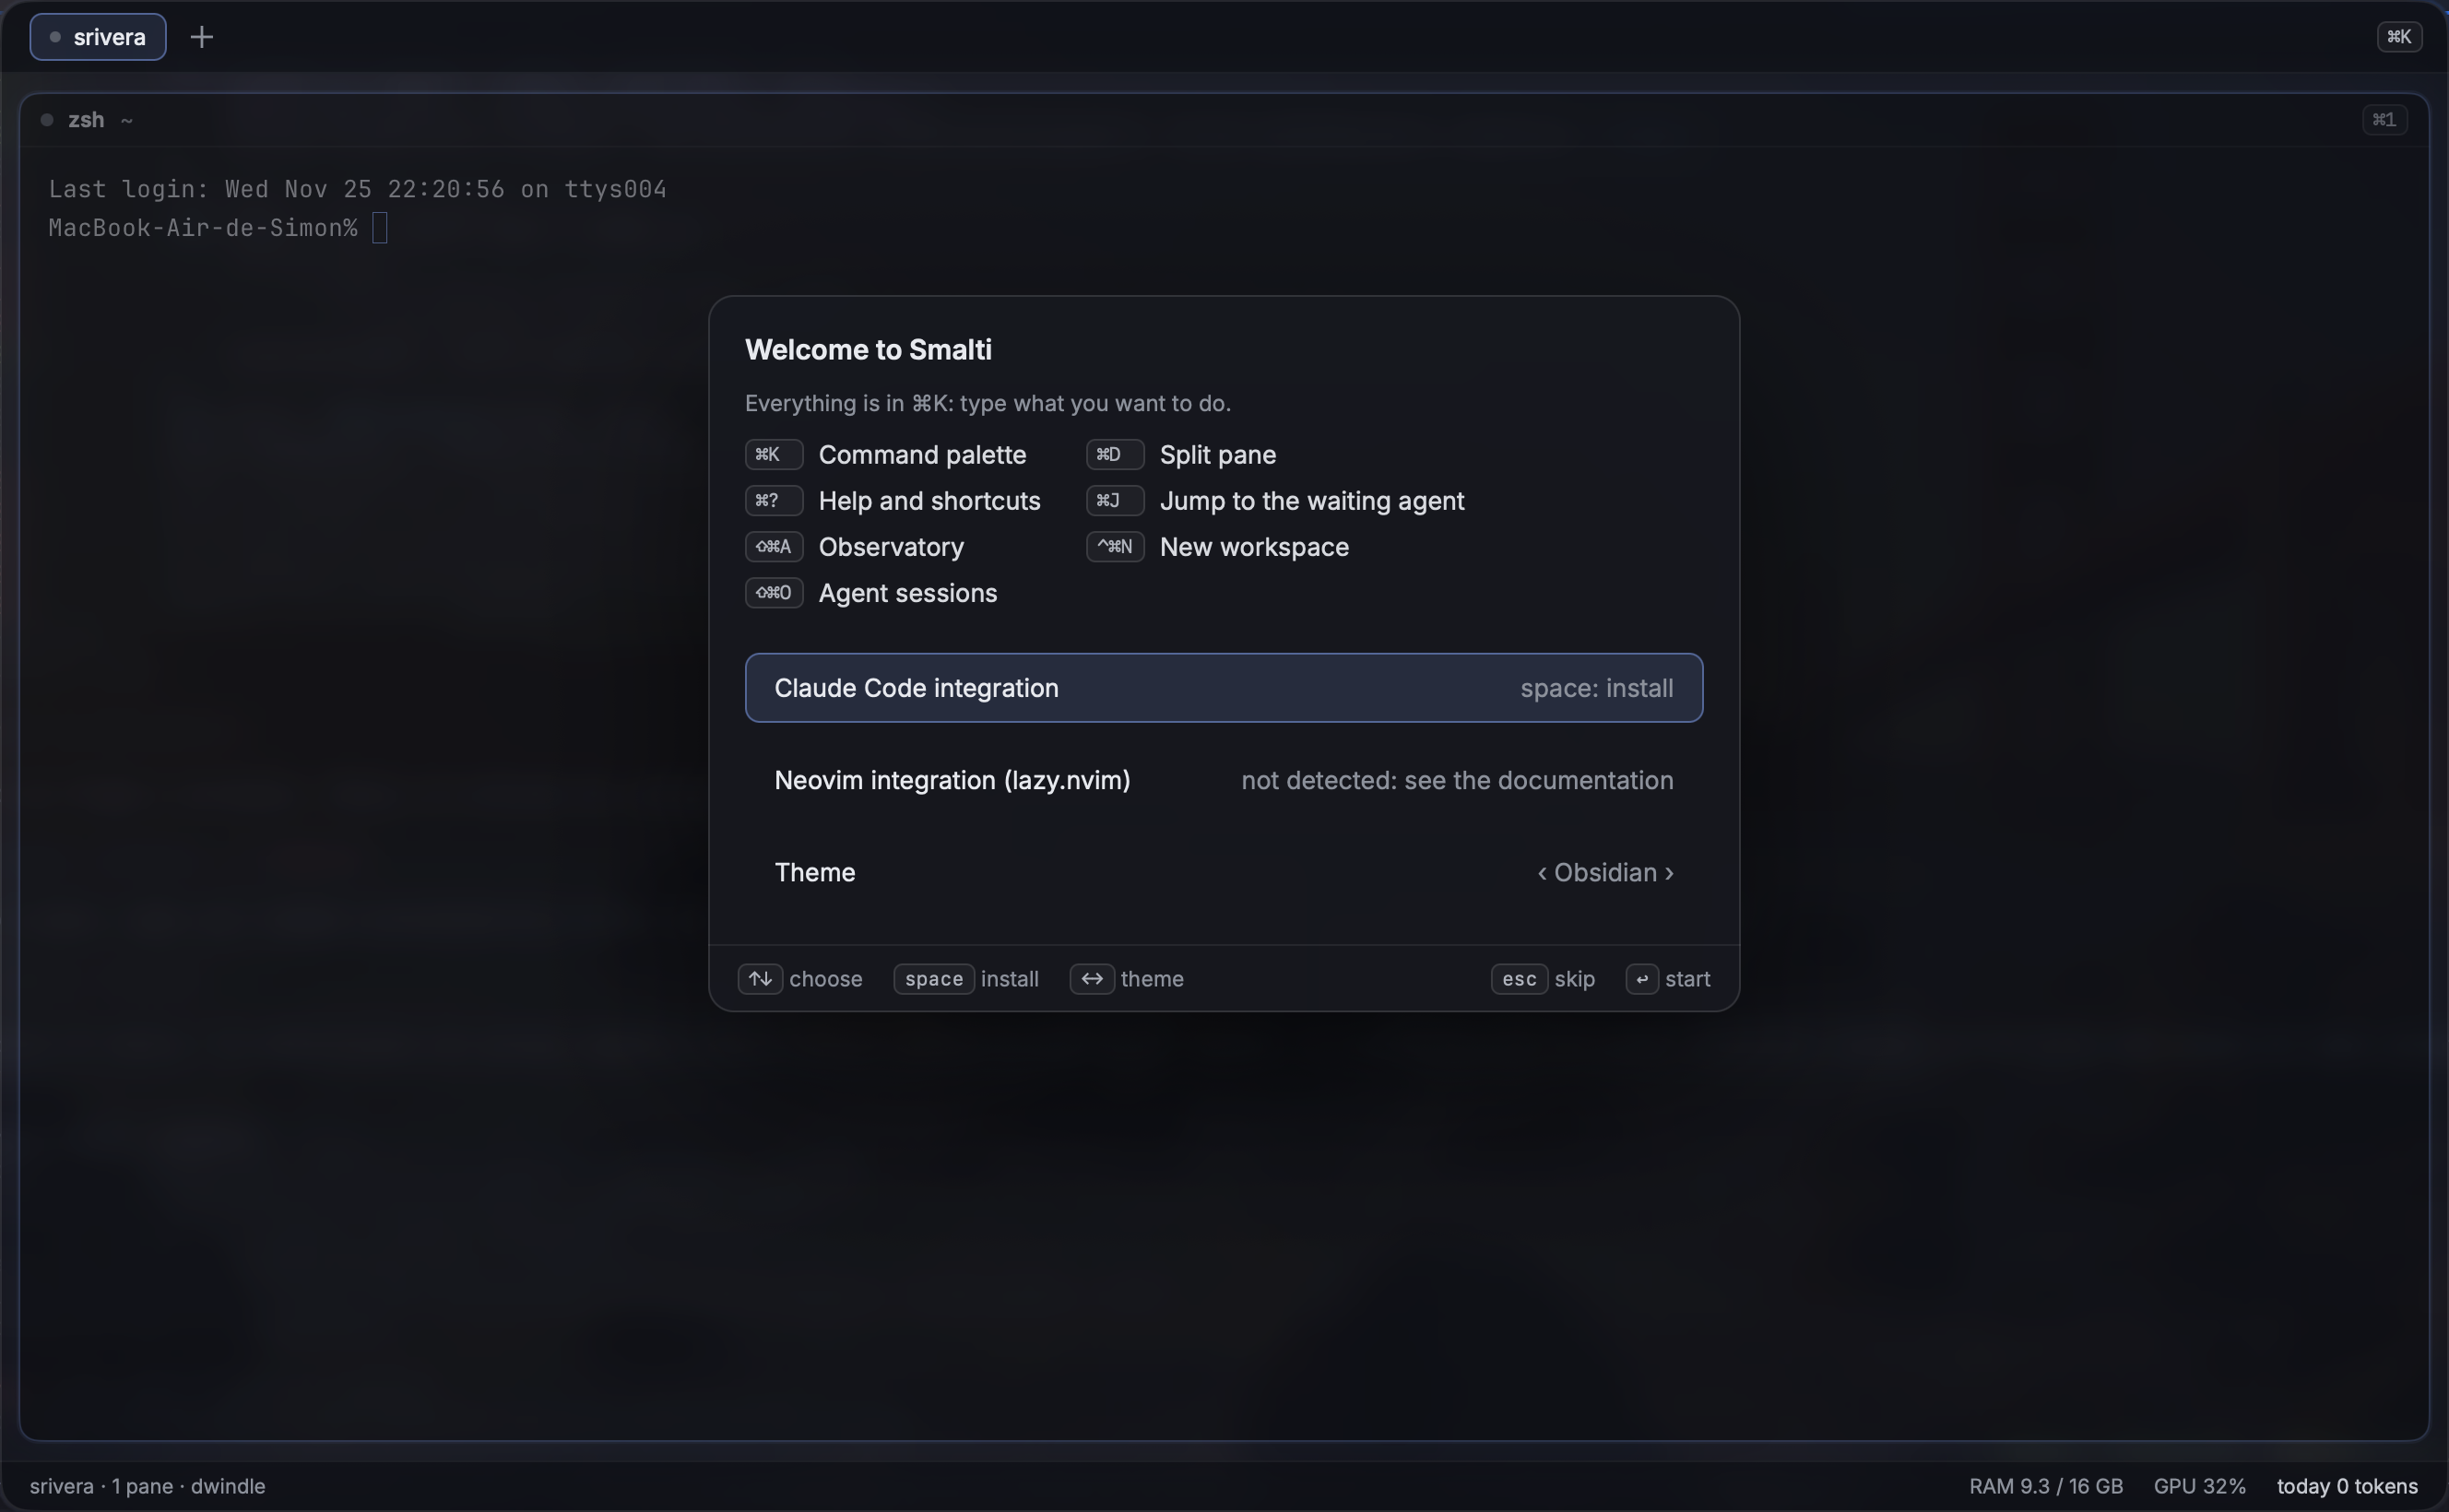 srivera +
⌘K
zsh ~
⌘1
Last login: Wed Nov 25 22:20:56 on ttys004
MacBook-Air-de-Simon%
Welcome to Smalti
Everything is in ⌘K: type what you want to do.
⌘K Command palette ⌘D Split pane
⌘? Help and shortcuts ⌘J Jump to the waiting agent
⇧⌘A Observatory ^⌘N New workspace
⇧⌘O Agent sessions
Claude Code integration space: install
Neovim integration (lazy.nvim) not detected: see the documentation
Theme ‹ Obsidian ›
↑↓ choose space install ↔ theme esc skip ↩ start
srivera · 1 pane · dwindle RAM 9.3 / 16 GB GPU 32% today 0 tokens